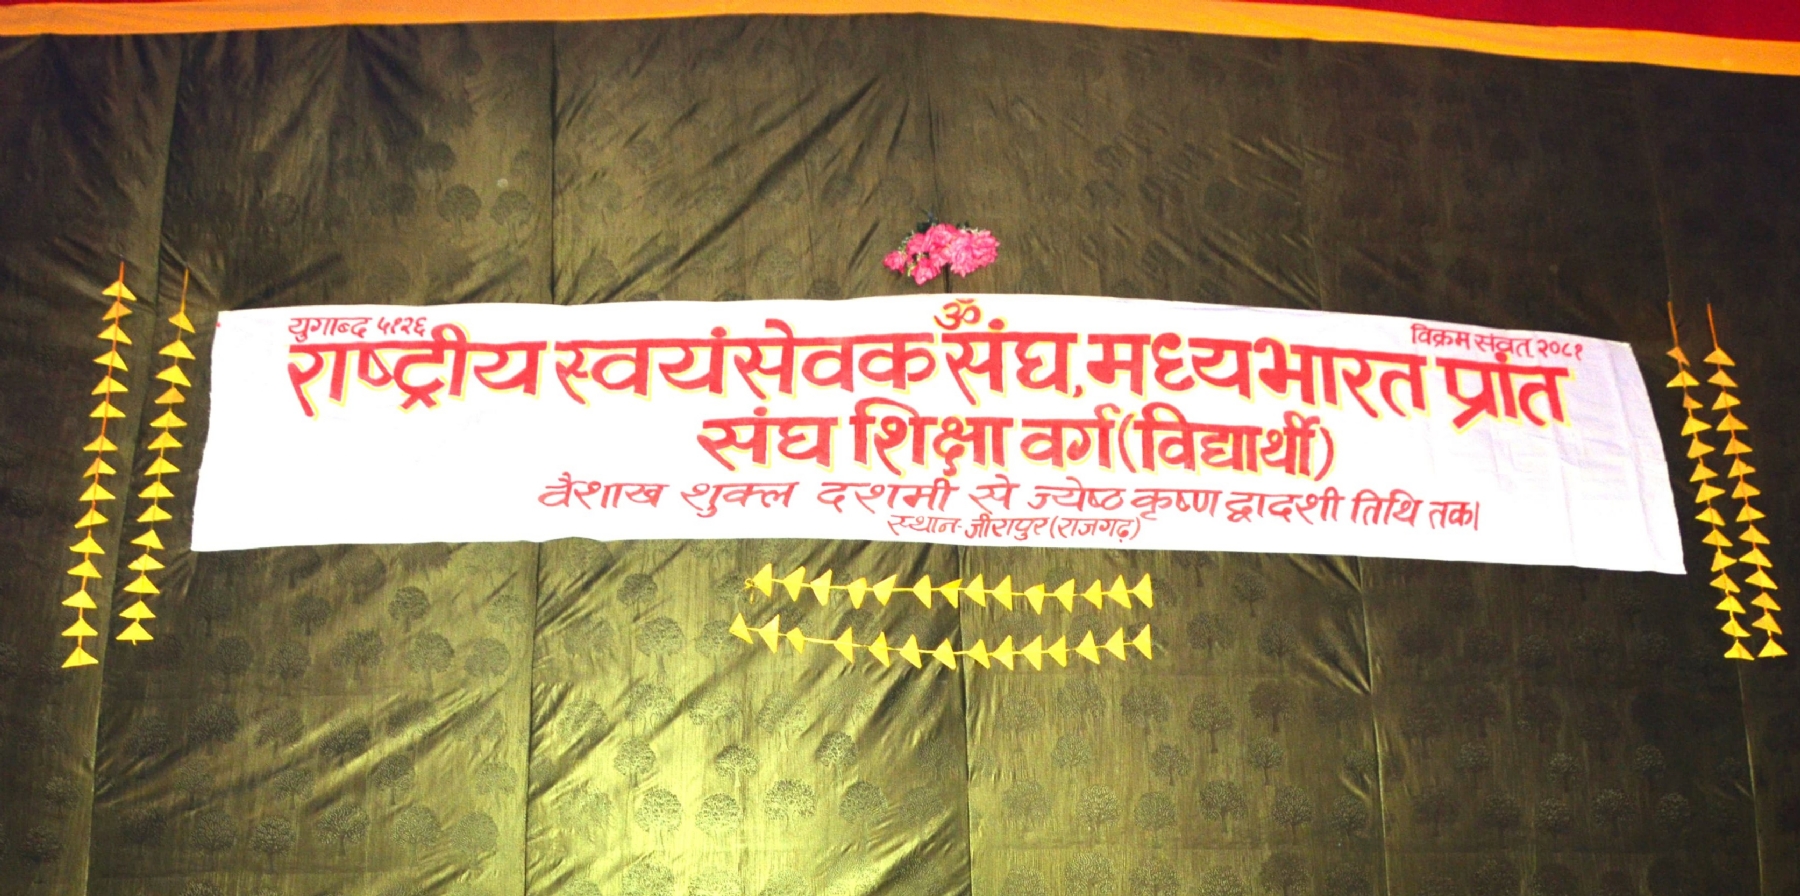 ॐ
युगाब्द ५१२६ विक्रम संवत् २०८१
राष्ट्रीय स्वयंसेवक संघ, मध्यभारत प्रांत
संघ शिक्षा वर्ग (विद्यार्थी)
वैशाख शुक्ल दशमी से ज्येष्ठ कृष्ण द्वादशी तिथि तक।
स्थान- जीरापुर (राजगढ़)